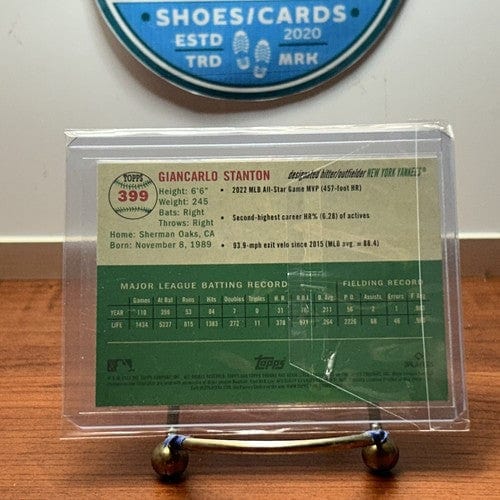 SHOES/CARDS
ESTD 2020
TRD MRK
TOPPS
399
GIANCARLO STANTON
designated hitter/outfielder NEW YORK YANKEES®
Height: 6'6"
Weight: 245
Bats: Right
Throws: Right
Home: Sherman Oaks, CA
Born: November 8, 1989
• 2022 MLB All-Star Game MVP (457-foot HR)
• Second-highest career HR% (6.28) of actives
• 93.9-mph exit velo since 2015 (MLB avg. = 88.4)
MAJOR LEAGUE BATTING RECORD FIELDING RECORD
Games At Bat Runs Hits Doubles Triples H.R. R.B.I. B. Avg. P.O. Assists Errors F. Avg.
YEAR 110 398 53 84 7 0 31 78 .211 56 2 1
LIFE 1434 5227 815 1383 272 11 378 971 .265 2226 68
Topps